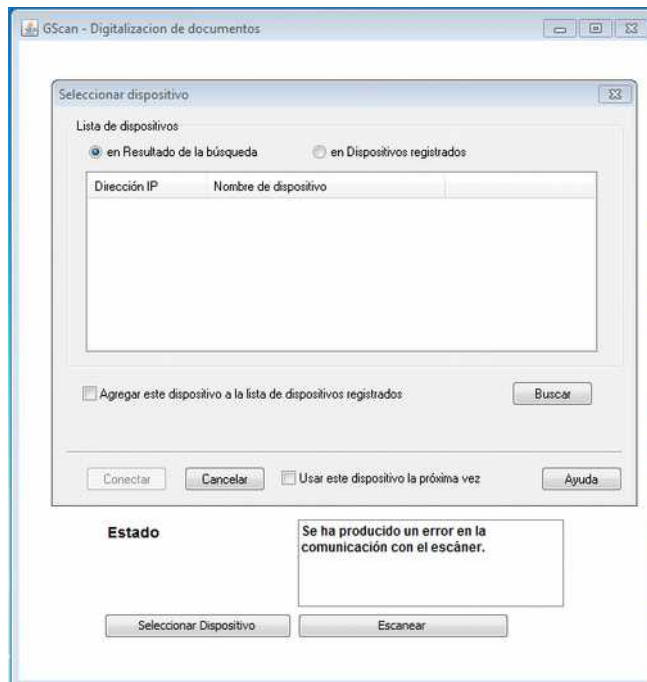 GScan - Digitalizacion de documentos
Seleccionar dispositivo
Lista de dispositivos
en Resultado de la búsqueda en Dispositivos registrados
Dirección IP Nombre de dispositivo
Agregar este dispositivo a la lista de dispositivos registrados Buscar
Conectar Cancelar Usar este dispositivo la próxima vez Ayuda
Estado
Se ha producido un error en la
comunicación con el escáner.
Seleccionar Dispositivo Escanear